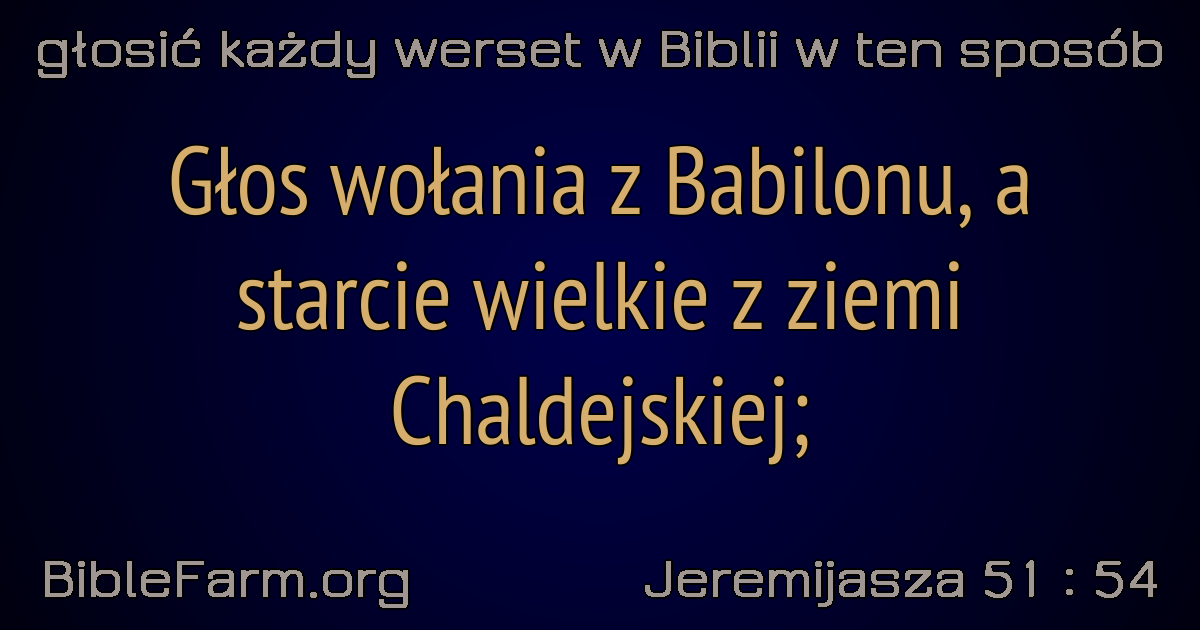 głosić każdy werset w Biblii w ten sposób
Głos wołania z Babilonu, a
starcie wielkie z ziemi
Chaldejskiej;
BibleFarm.org
Jeremijasza 51 : 54